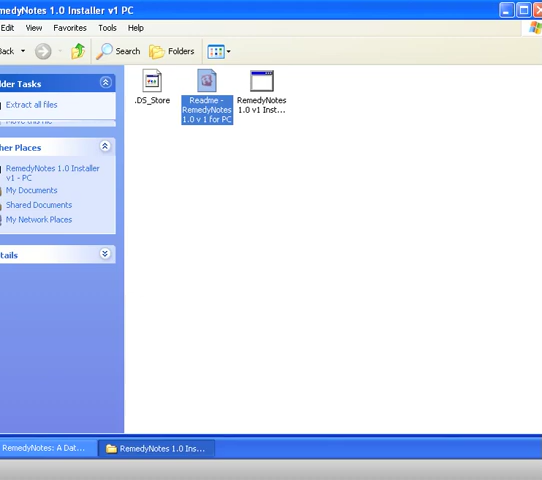 medyNotes 1.0 Installer v1 PC
Edit View Favorites Tools Help
Back Search Folders
lder Tasks
Extract all files
her Places
RemedyNotes 1.0 Installer
v1 - PC
My Documents
Shared Documents
My Network Places
tails
.DS_Store
Readme -
RemedyNotes
1.0 v 1 for PC
RemedyNotes
1.0 v1 Inst...
RemedyNotes: A Dat...
RemedyNotes 1.0 Ins...